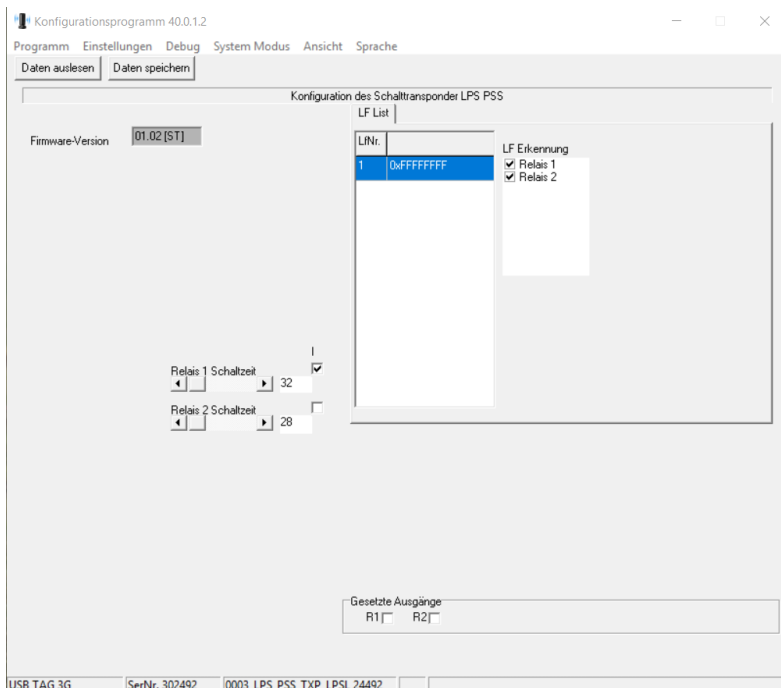 Konfigurationsprogramm 40.0.1.2
Programm Einstellungen Debug System Modus Ansicht Sprache
Daten auslesen Daten speichern
Konfiguration des Schalttransponder LPS PSS
LF List
Firmware-Version 01.02 [ST]
LfNr.
LF Erkennung
1 0xFFFFFFFF
Relais 1
Relais 2
I
Relais 1 Schaltzeit
32
Relais 2 Schaltzeit
28
Gesetzte Ausgänge
R1 R2
USB TAG 3G SerNr. 302492 0003 LPS PSS TXP LPSL 24492